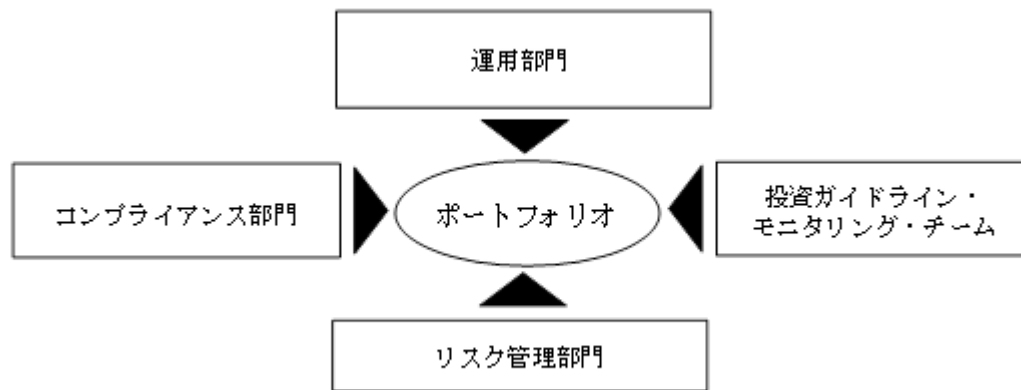 運用部門
コンプライアンス部門
ポートフォリオ
投資ガイドライン・
モニタリング・チーム
リスク管理部門